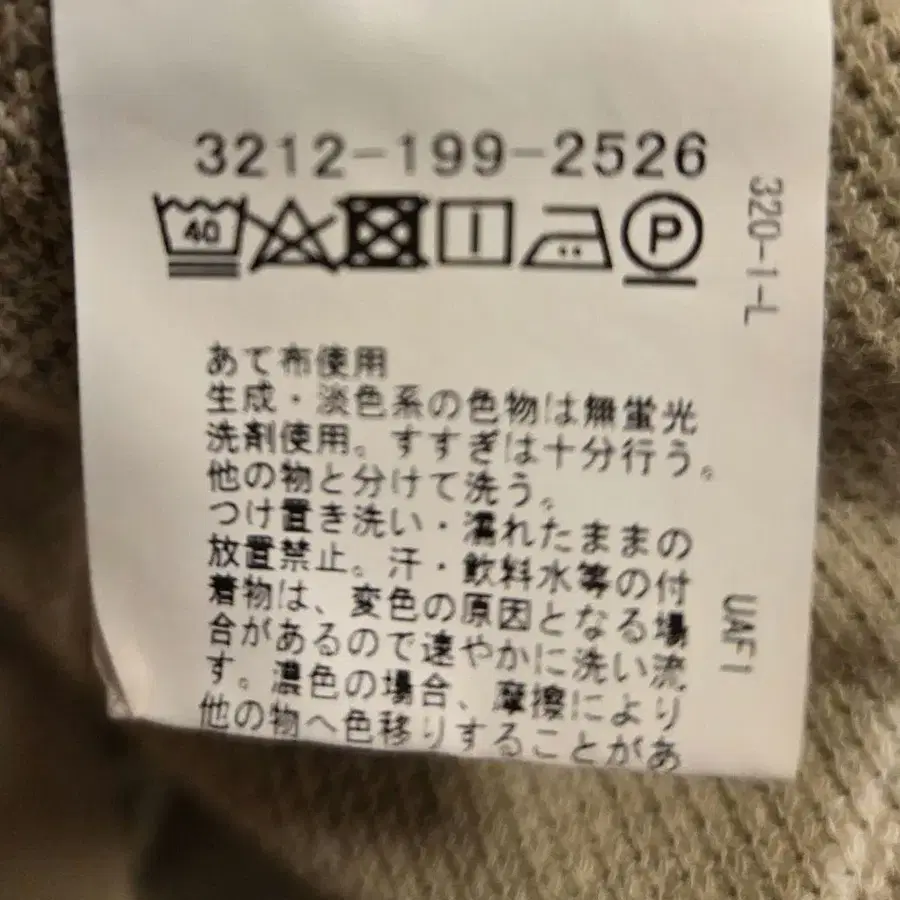 3212-199-2526
40
P
あて布使用
生成・淡色系の色物は無蛍光
洗剤使用。すすぎは十分行う。
他の物と分けて洗う。
つけ置き洗い・濡れたままの
放置禁止。汗・飲料水等の付
着物は、変色の原因となる場
合があるので速やかに洗い流
す。濃色の場合、摩擦により
他の物へ色移りすることがあ
320-1-L
UAF1